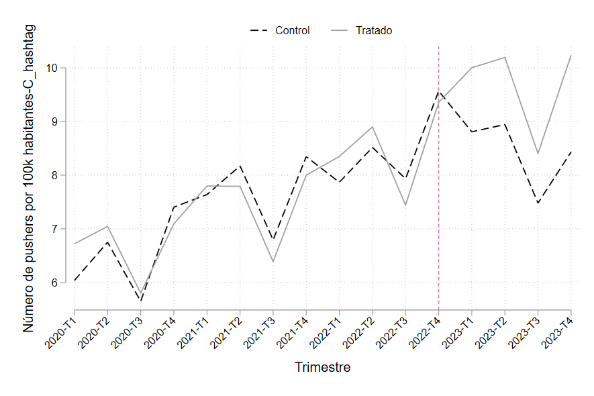 Control Tratado
Número de pushers por 100k habitantes-C_hashtag
10
9
8
7
6
2020-T1 2020-T2 2020-T3 2020-T4 2021-T1 2021-T2 2021-T3 2021-T4 2022-T1 2022-T2 2022-T3 2022-T4 2023-T1 2023-T2 2023-T3 2023-T4
Trimestre